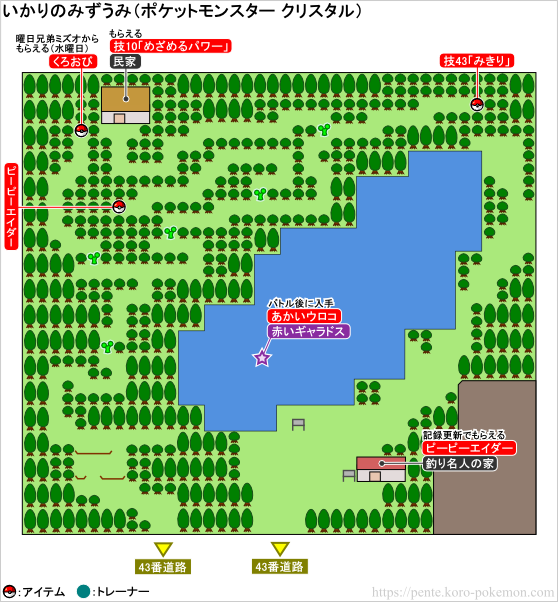 いかりのみずうみ（ポケットモンスター クリスタル）
曜日兄弟ミズオから
もらえる（水曜日）
くろおび
もらえる
技10「めざめるパワー」
民家
技43「みきり」
ピーピーエイダー
バトル後に入手
あかいウロコ
赤いギャラドス
記録更新でもらえる
ピーピーエイダー
釣り名人の家
43番道路
43番道路
：アイテム
：トレーナー
https://pente.koro-pokemon.com/